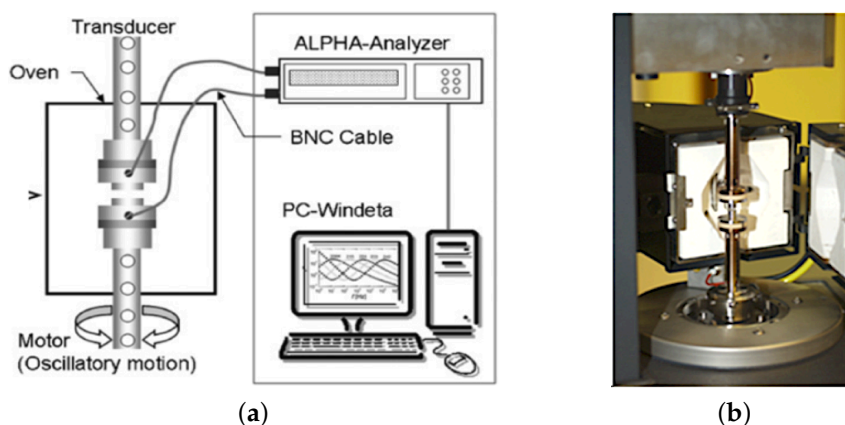 Transducer
Oven
ALPHA-Analyzer
BNC Cable
PC-Windeta
Motor
(Oscillatory motion)
(a)
(b)